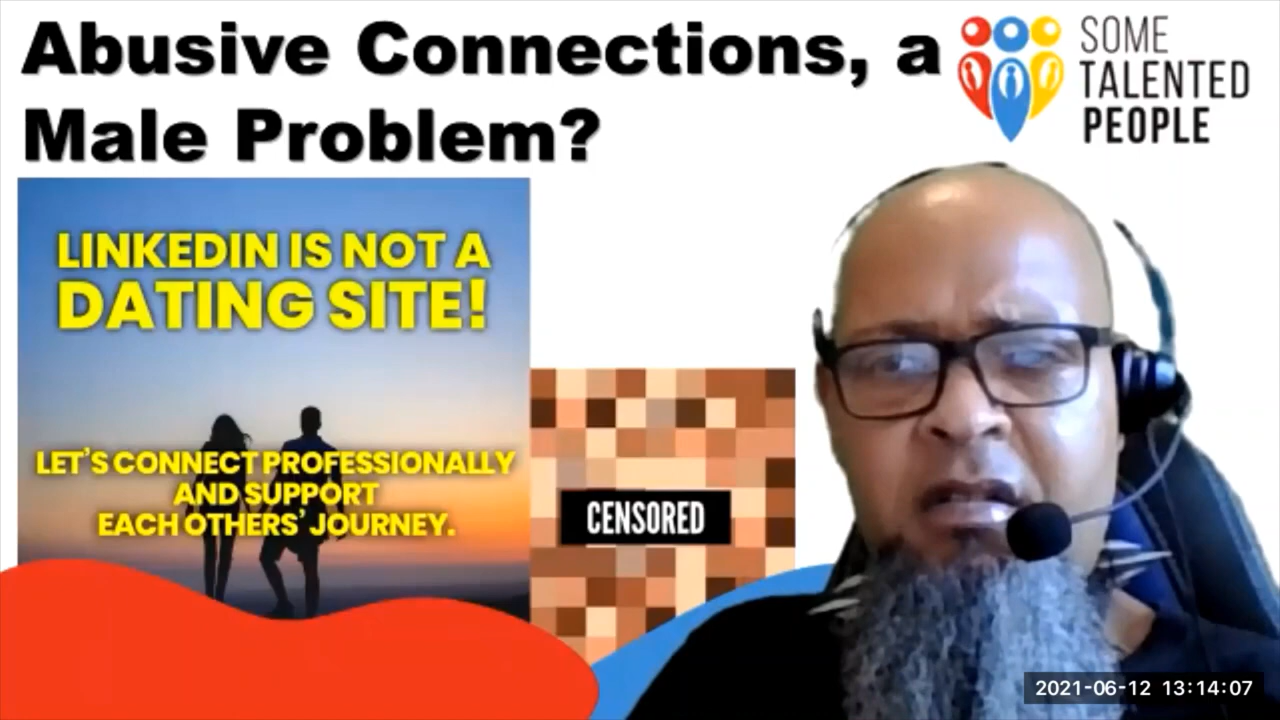 Abusive Connections, a
Male Problem?
SOME
TALENTED
PEOPLE
LINKEDIN IS NOT A
DATING SITE!
LET'S CONNECT PROFESSIONALLY
AND SUPPORT
EACH OTHERS' JOURNEY.
CENSORED
2021-06-12 13:14:07